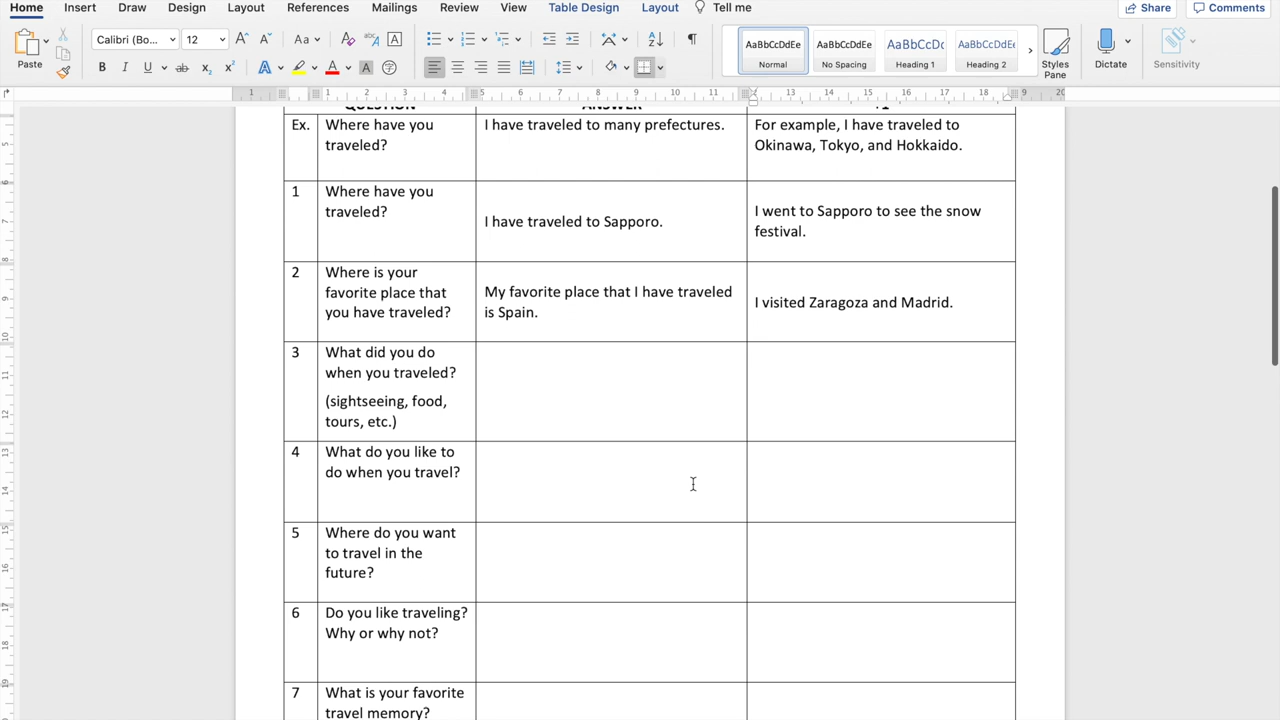 Home Insert Draw Design Layout References Mailings Review View Table Design Layout Tell me Share Comments
Calibri (Bo... 12 Aa
Paste
AaBbCcDdEe Normal
AaBbCcDdEe No Spacing
AaBbCcDc Heading 1
AaBbCcDdEe Heading 2
Styles Pane
Dictate
Sensitivity
QUESTION ANSWER +1
Ex.
Where have you
traveled?
I have traveled to many prefectures.
For example, I have traveled to
Okinawa, Tokyo, and Hokkaido.
1
Where have you
traveled?
I have traveled to Sapporo.
I went to Sapporo to see the snow
festival.
2
Where is your
favorite place that
you have traveled?
My favorite place that I have traveled
is Spain.
I visited Zaragoza and Madrid.
3
What did you do
when you traveled?
(sightseeing, food,
tours, etc.)
4
What do you like to
do when you travel?
5
Where do you want
to travel in the
future?
6
Do you like traveling?
Why or why not?
7
What is your favorite
travel memory?